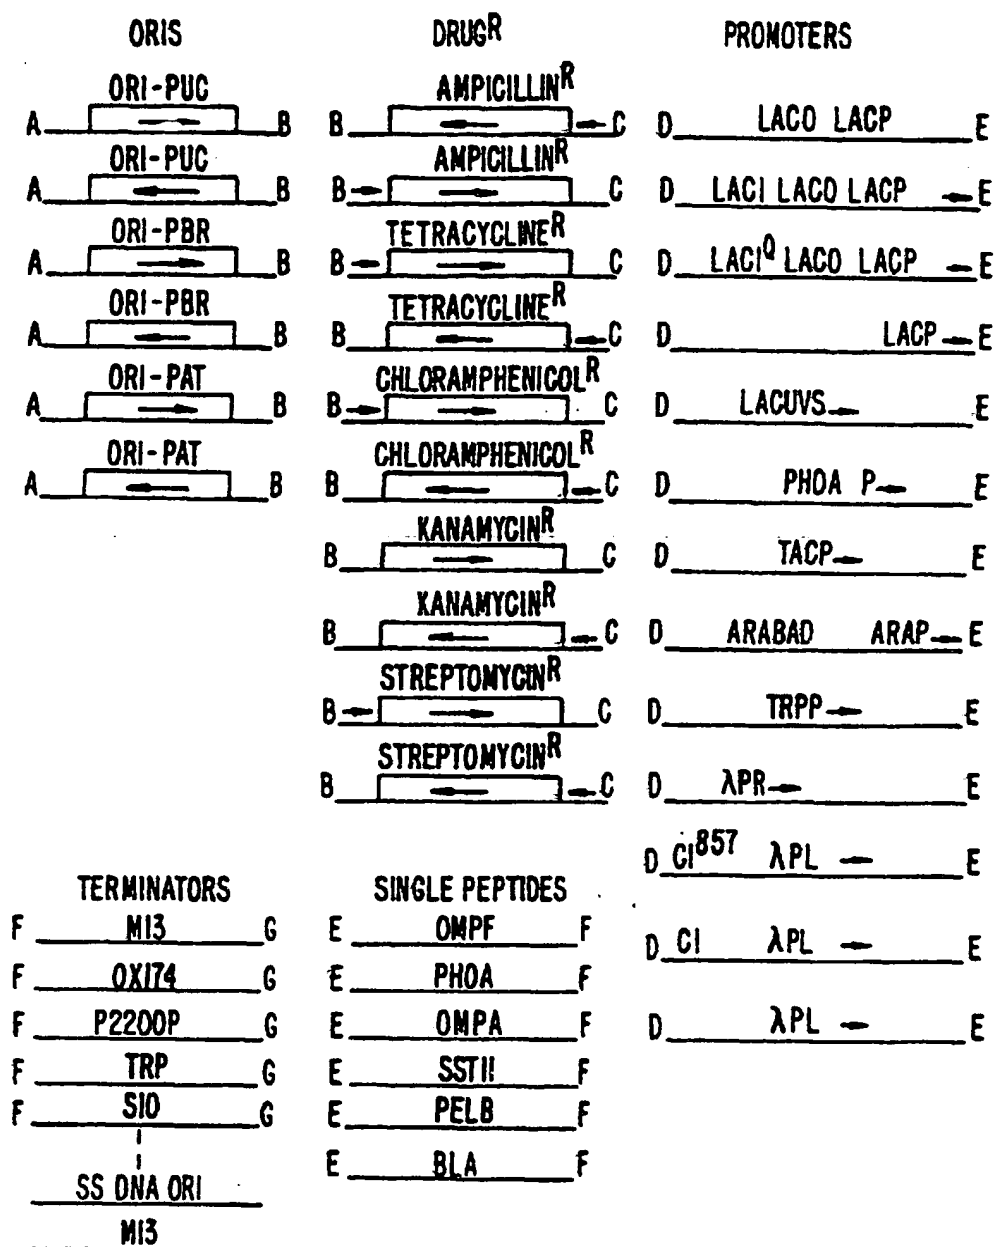 ORIS
ORI-PUC
A B
ORI-PUC
A B
ORI-PBR
A B
ORI-PBR
A B
ORI-PAT
A B
ORI-PAT
A B
DRUGR
AMPICILLINR
B C
AMPICILLINR
B C
TETRACYCLINER
B C
TETRACYCLINER
B C
CHLORAMPHENICOLR
B C
CHLORAMPHENICOLR
B C
KANAMYCINR
B C
KANAMYCINR
B C
STREPTOMYCINR
B C
STREPTOMYCINR
B C
PROMOTERS
D LACO LACP E
D LACI LACO LACP E
D LACIQ LACO LACP E
D LACP E
D LACUVS E
D PHOA P E
D TACP E
D ARABAD ARAP E
D TRPP E
D λPR E
D CI857 λPL E
D CI λPL E
D λPL E
TERMINATORS
F M13 G
F OX174 G
F P2200P G
F TRP G
F S10 G
SS DNA ORI
M13
SINGLE PEPTIDES
E OMPF F
E PHOA F
E OMPA F
E SSTII F
E PELB F
E BLA F